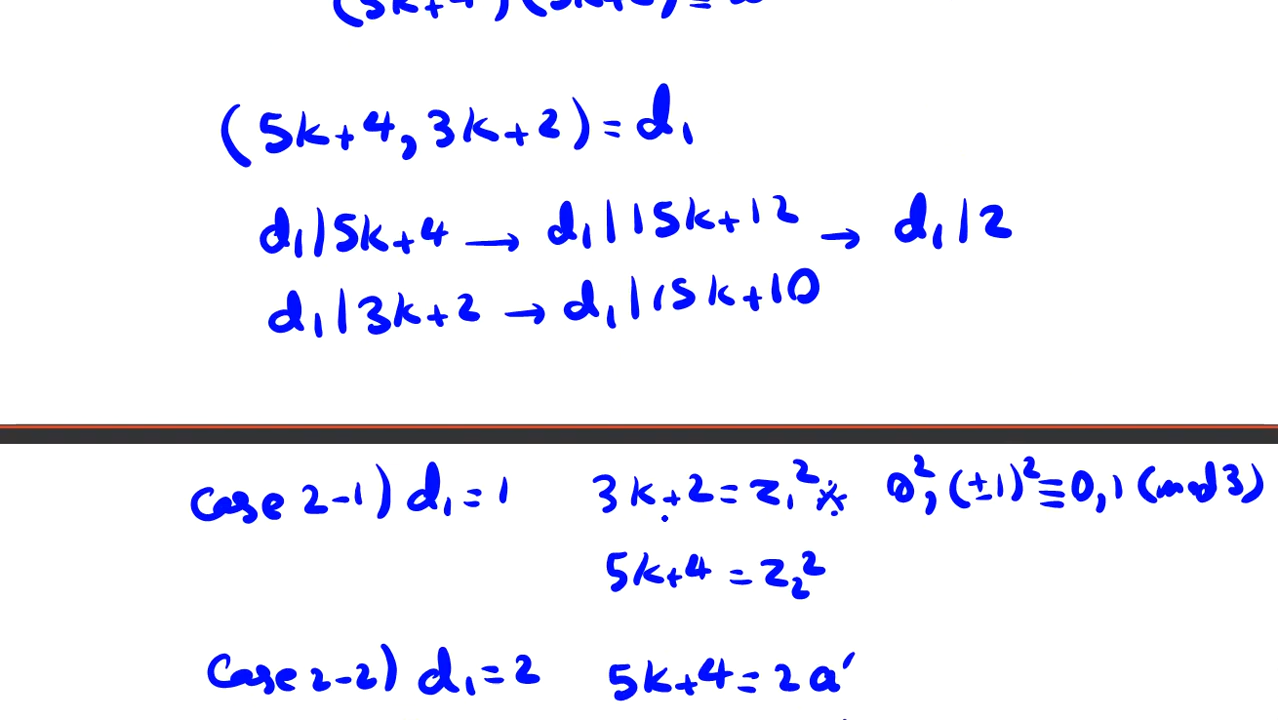 (5k+4, 3k+2) = d₁
d₁|5k+4 → d₁|15k+12 → d₁|2
d₁|3k+2 → d₁|15k+10
Case 2-1) d₁ = 1 3k+2 = z₁² ※ 0², (±1)² ≡ 0, 1 (mod 3)
5k+4 = z₂²
Case 2-2) d₁ = 2 5k+4 = 2a′